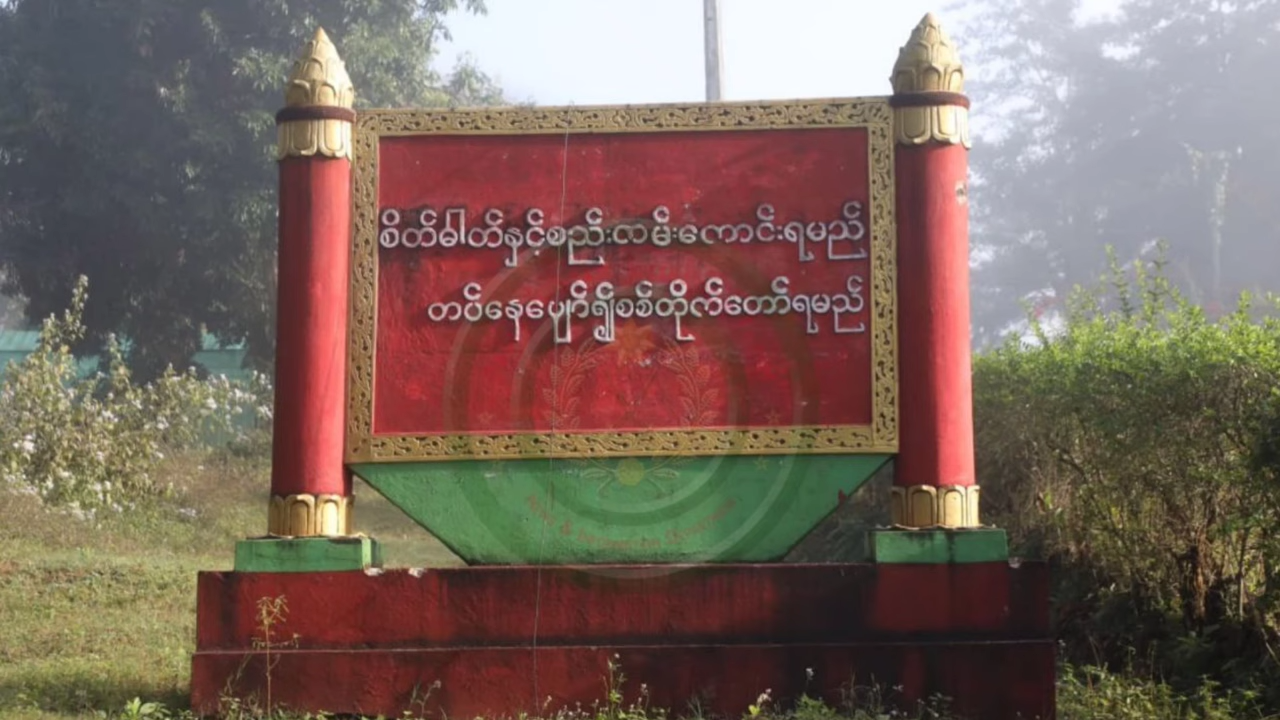 စိတ်ဓါတ်နှင့်စည်းကမ်းကောင်းရမည်
တပ်နေပျော်၍စစ်တိုက်တော်ရမည်